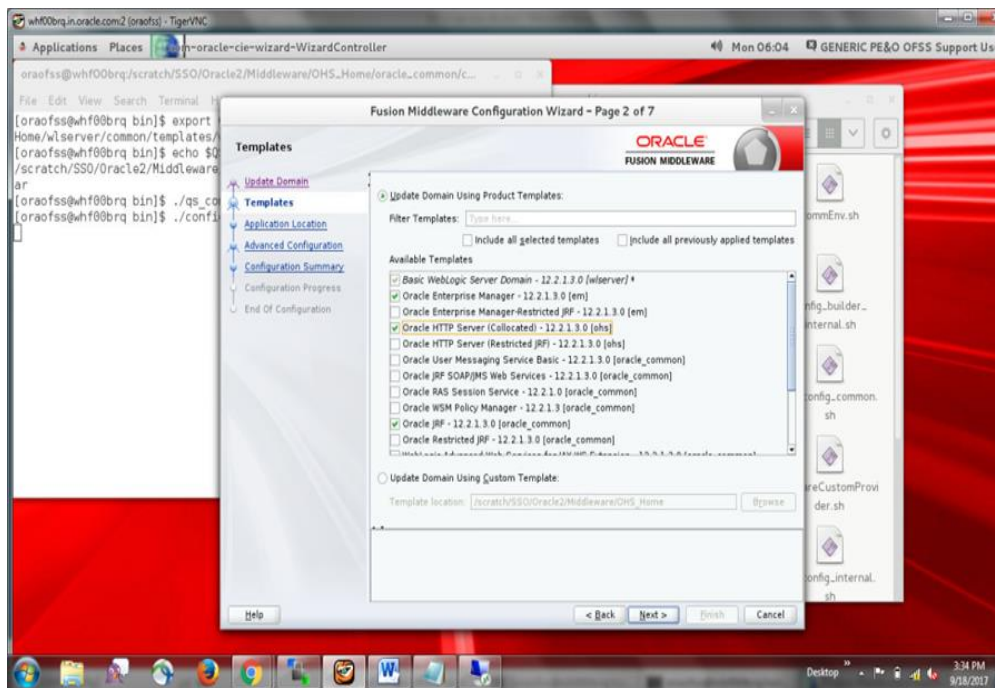 whf00brq.in.oracle.com:2 (oraofss) - TigerVNC
Applications Places m-oracle-cie-wizard-WizardController Mon 06:04 GENERIC PE&O OFSS Support Us
oraofss@whf00brq:/scratch/SSO/Oracle2/Middleware/OHS_Home/oracle_common/c...
File Edit View Search Terminal H
[oraofss@whf00brq bin]$ export
Home/wlserver/common/templates/
[oraofss@whf00brq bin]$ echo $Q
/scratch/SSO/Oracle2/Middleware
ar
[oraofss@whf00brq bin]$ ./qs_co
[oraofss@whf00brq bin]$ ./confi
Fusion Middleware Configuration Wizard - Page 2 of 7
Templates
ORACLE
FUSION MIDDLEWARE
Update Domain
Templates
Application Location
Advanced Configuration
Configuration Summary
Configuration Progress
End Of Configuration
Update Domain Using Product Templates:
Filter Templates: Type here...
Include all selected templates Include all previously applied templates
Available Templates
Basic WebLogic Server Domain - 12.2.1.3.0 [wlserver] *
Oracle Enterprise Manager - 12.2.1.3.0 [em]
Oracle Enterprise Manager-Restricted JRF - 12.2.1.3.0 [em]
Oracle HTTP Server (Collocated) - 12.2.1.3.0 [ohs]
Oracle HTTP Server (Restricted JRF) - 12.2.1.3.0 [ohs]
Oracle User Messaging Service Basic - 12.2.1.3.0 [oracle_common]
Oracle JRF SOAP/JMS Web Services - 12.2.1.3.0 [oracle_common]
Oracle RAS Session Service - 12.2.1.0 [oracle_common]
Oracle WSM Policy Manager - 12.2.1.3 [oracle_common]
Oracle JRF - 12.2.1.3.0 [oracle_common]
Oracle Restricted JRF - 12.2.1.3.0 [oracle_common]
Update Domain Using Custom Template:
Template location: /scratch/SSO/Oracle2/Middleware/OHS_Home Browse
Help < Back Next > Finish Cancel
ommEnv.sh
nfig_builder_
internal.sh
config_common.
sh
reCustomProvi
der.sh
onfig_internal.
sh
Desktop
3:34 PM
9/18/2017